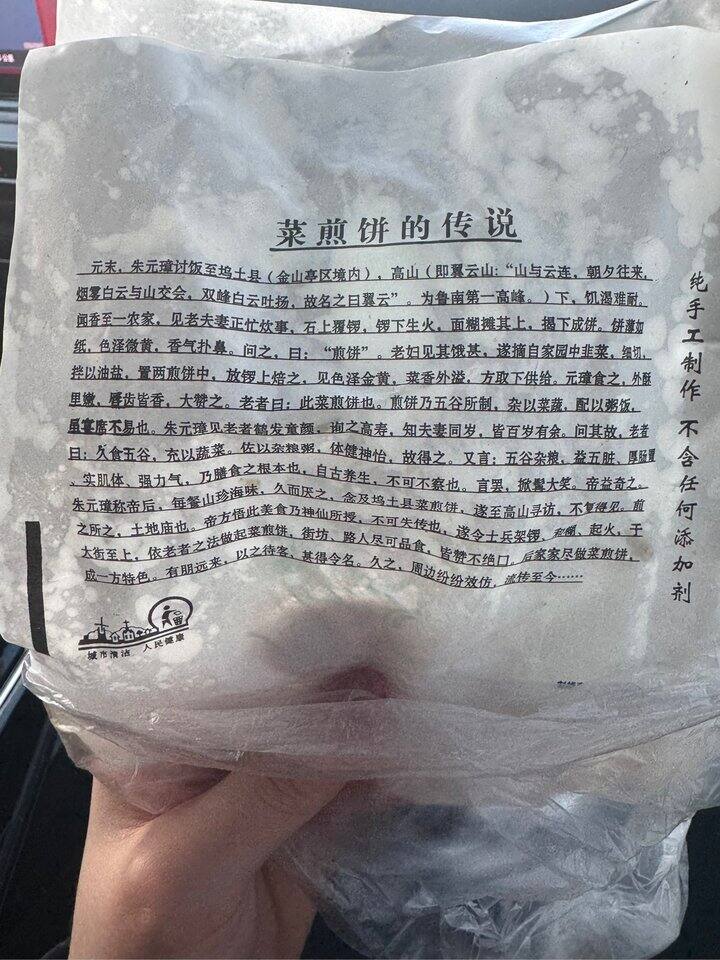 菜煎饼的传说
元末，朱元璋讨饭至坞土县（金山亭区境内），高山（即翼云山：“山与云连，朝夕往来，
烟雾白云与山交会，双峰白云吐扬，故名之曰翼云”。为鲁南第一高峰。）下，饥渴难耐。
闻香至一农家，见老夫妻正忙炊事，石上覆锣，锣下生火，面糊摊其上，揭下成饼。饼薄如
纸，色泽微黄，香气扑鼻。问之，曰：“煎饼”。老妇见其饿甚，遂摘自家园中韭菜，细切，
拌以油盐，置两煎饼中，放锣上焙之，见色泽金黄，菜香外溢，方取下供给。元璋食之，外酥
里嫩，唇齿皆香，大赞之。老者曰：此菜煎饼也。煎饼乃五谷所制，杂以菜蔬，配以粥饭，
虽宴席不易也。朱元璋见老者鹤发童颜，询之高寿，知夫妻同岁，皆百岁有余。问其故，老者
曰：久食五谷，充以蔬菜。佐以杂粮粥，体健神怡，故得之。又言：五谷杂粮，益五脏，厚肠胃
、实肌体、强力气，乃膳食之根本也，自古养生，不可不察也。言罢，掀髯大笑。帝益奇之。
朱元璋称帝后，每餐山珍海味，久而厌之，念及坞土县菜煎饼，遂至高山寻访，不复得见。煎
之所之，土地庙也。帝方悟此美食乃神仙所授，不可失传也，遂令士兵架锣、和糊、起火，于
大街至上，依老者之法做起菜煎饼，街坊、路人尽可品食，皆赞不绝口。后家家尽做菜煎饼，
成一方特色。有朋远来，以之待客，甚得令名。久之，周边纷纷效仿，流传至今……
纯手工制作 不含任何添加剂
城市清洁 人民健康